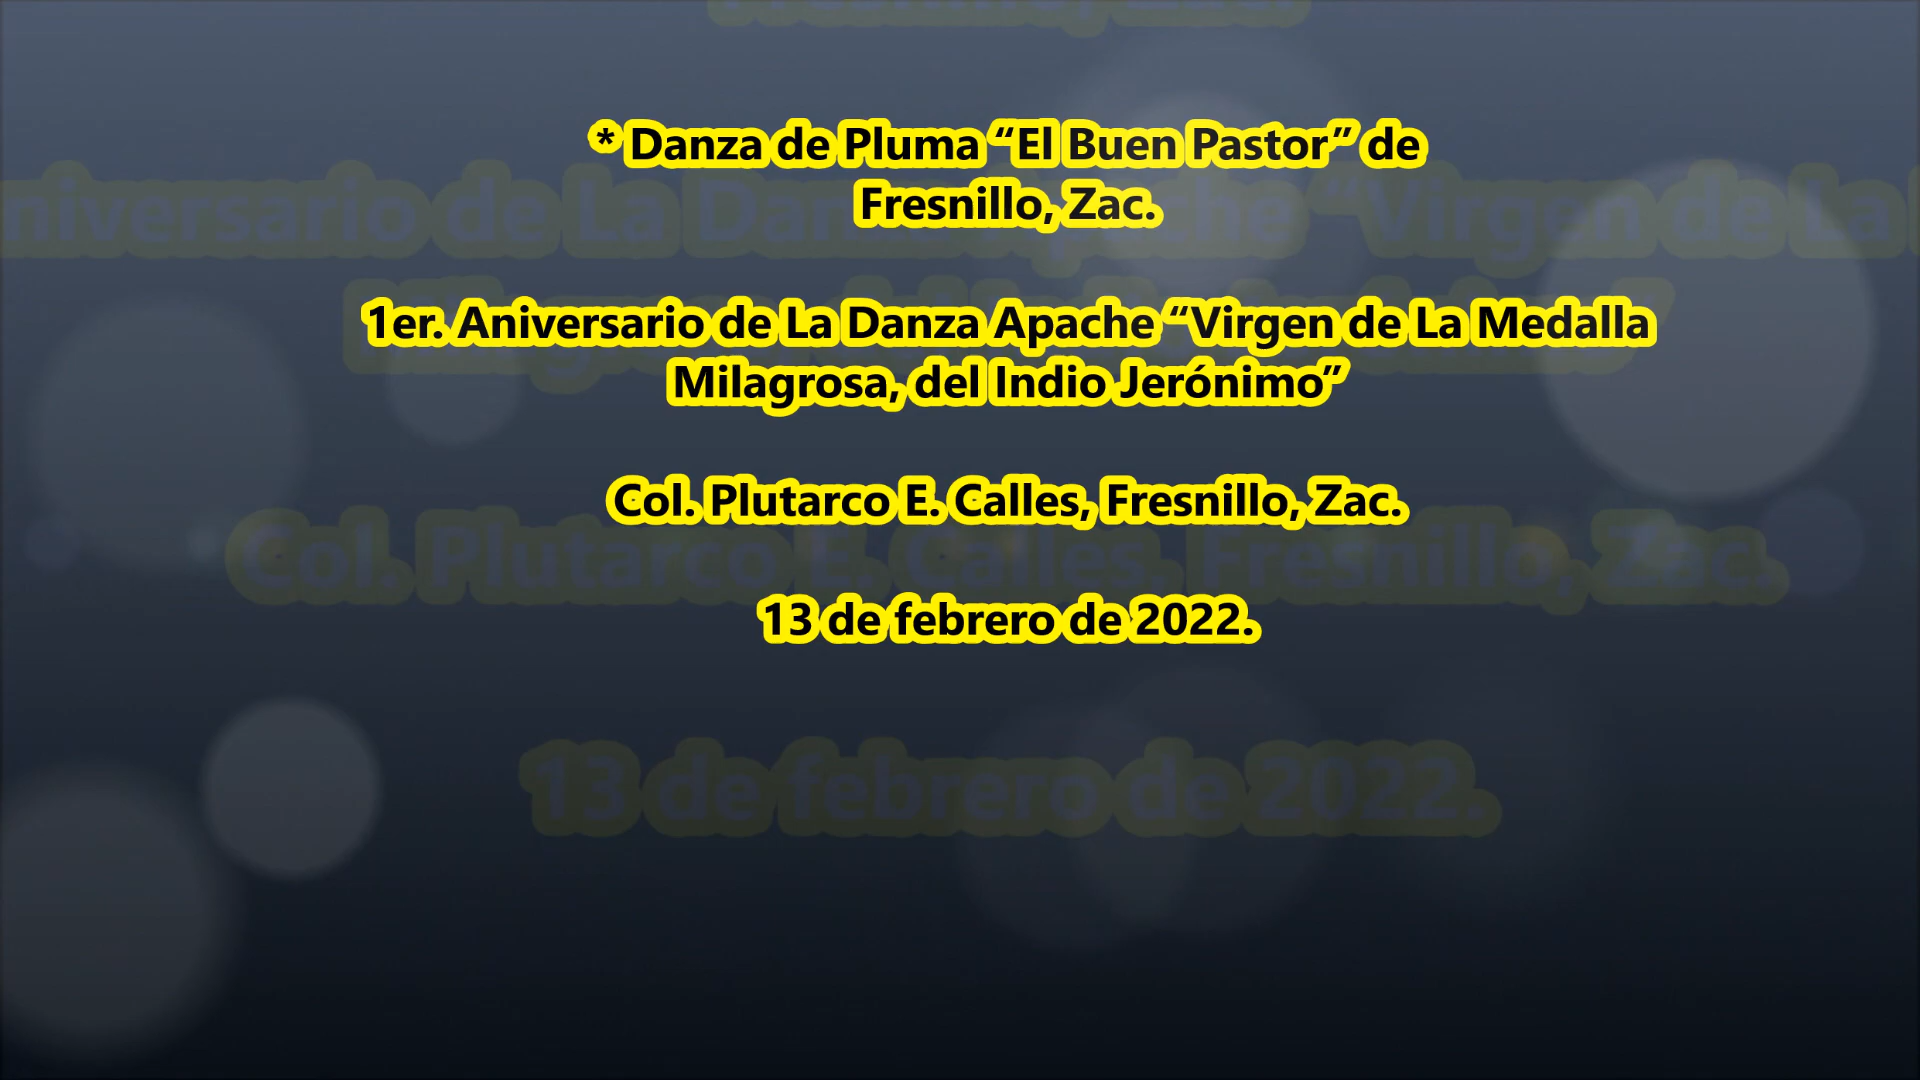 * Danza de Pluma “El Buen Pastor” de
Fresnillo, Zac.
1er. Aniversario de La Danza Apache “Virgen de La Medalla
Milagrosa, del Indio Jerónimo”
Col. Plutarco E. Calles, Fresnillo, Zac.
13 de febrero de 2022.